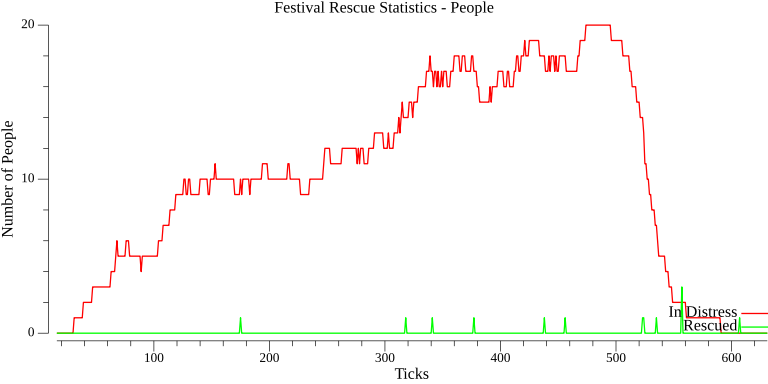 Festival Rescue Statistics - People
20
10
0
Number of People
In Distress
Rescued
100
200
300
400
500
600
Ticks